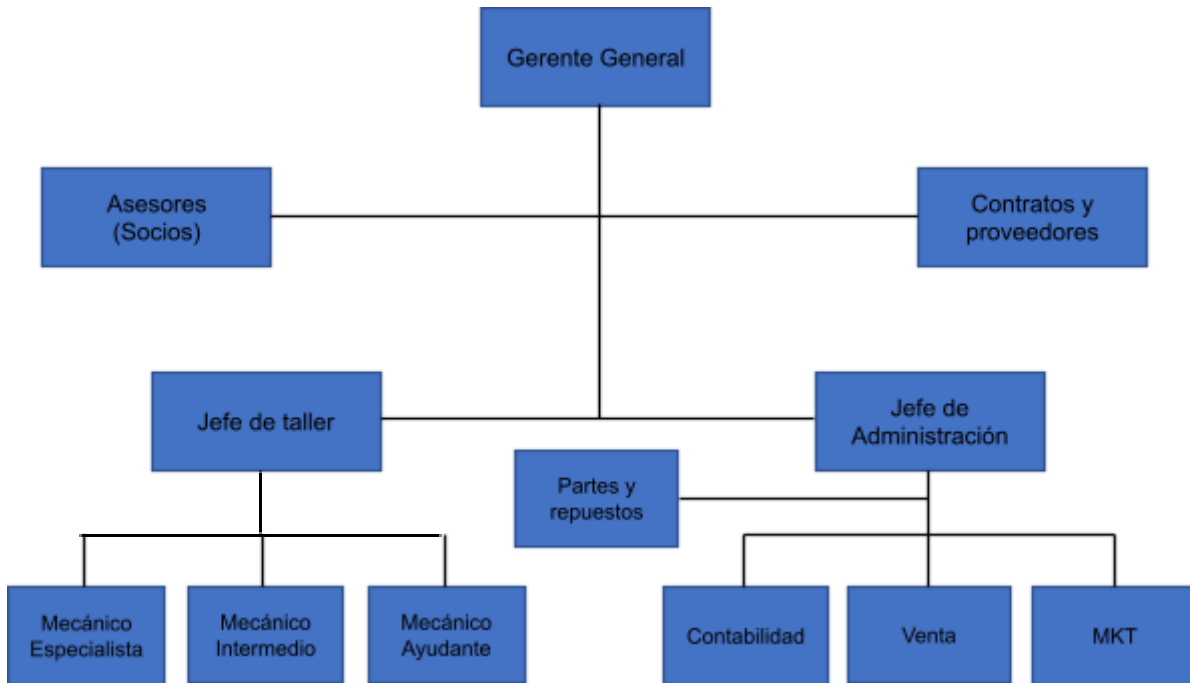 Gerente General
Asesores
(Socios)
Contratos y
proveedores
Jefe de taller
Jefe de
Administración
Partes y
repuestos
Mecánico
Especialista
Mecánico
Intermedio
Mecánico
Ayudante
Contabilidad
Venta
MKT